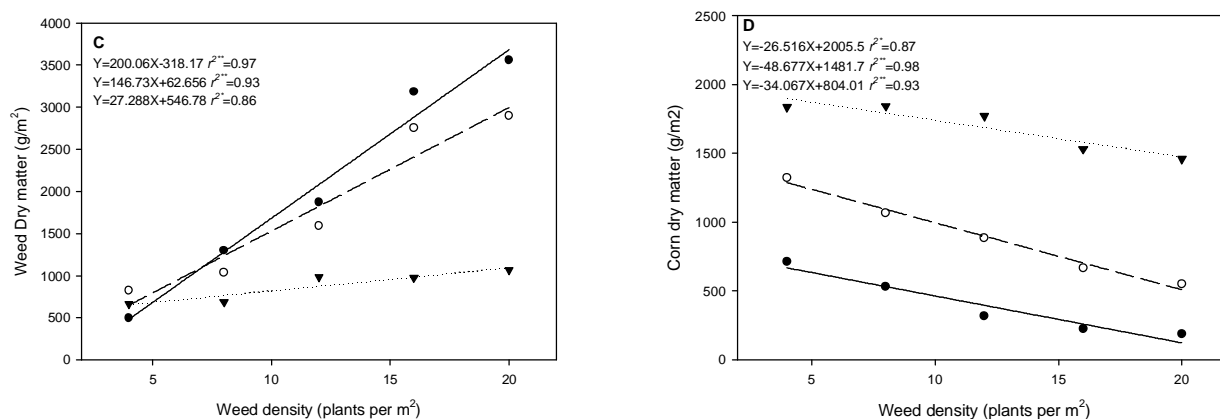 C
Y=200.06X-318.17 r²**=0.97
Y=146.73X+62.656 r²**=0.93
Y=27.288X+546.78 r²*=0.86
Weed Dry matter (g/m²)
4000
3500
3000
2500
2000
1500
1000
500
0
5 10 15 20
Weed density (plants per m²)
D
Y=-26.516X+2005.5 r²*=0.87
Y=-48.677X+1481.7 r²**=0.98
Y=-34.067X+804.01 r²**=0.93
Corn dry matter (g/m2)
2500
2000
1500
1000
500
0
5 10 15 20
Weed density (plants per m²)